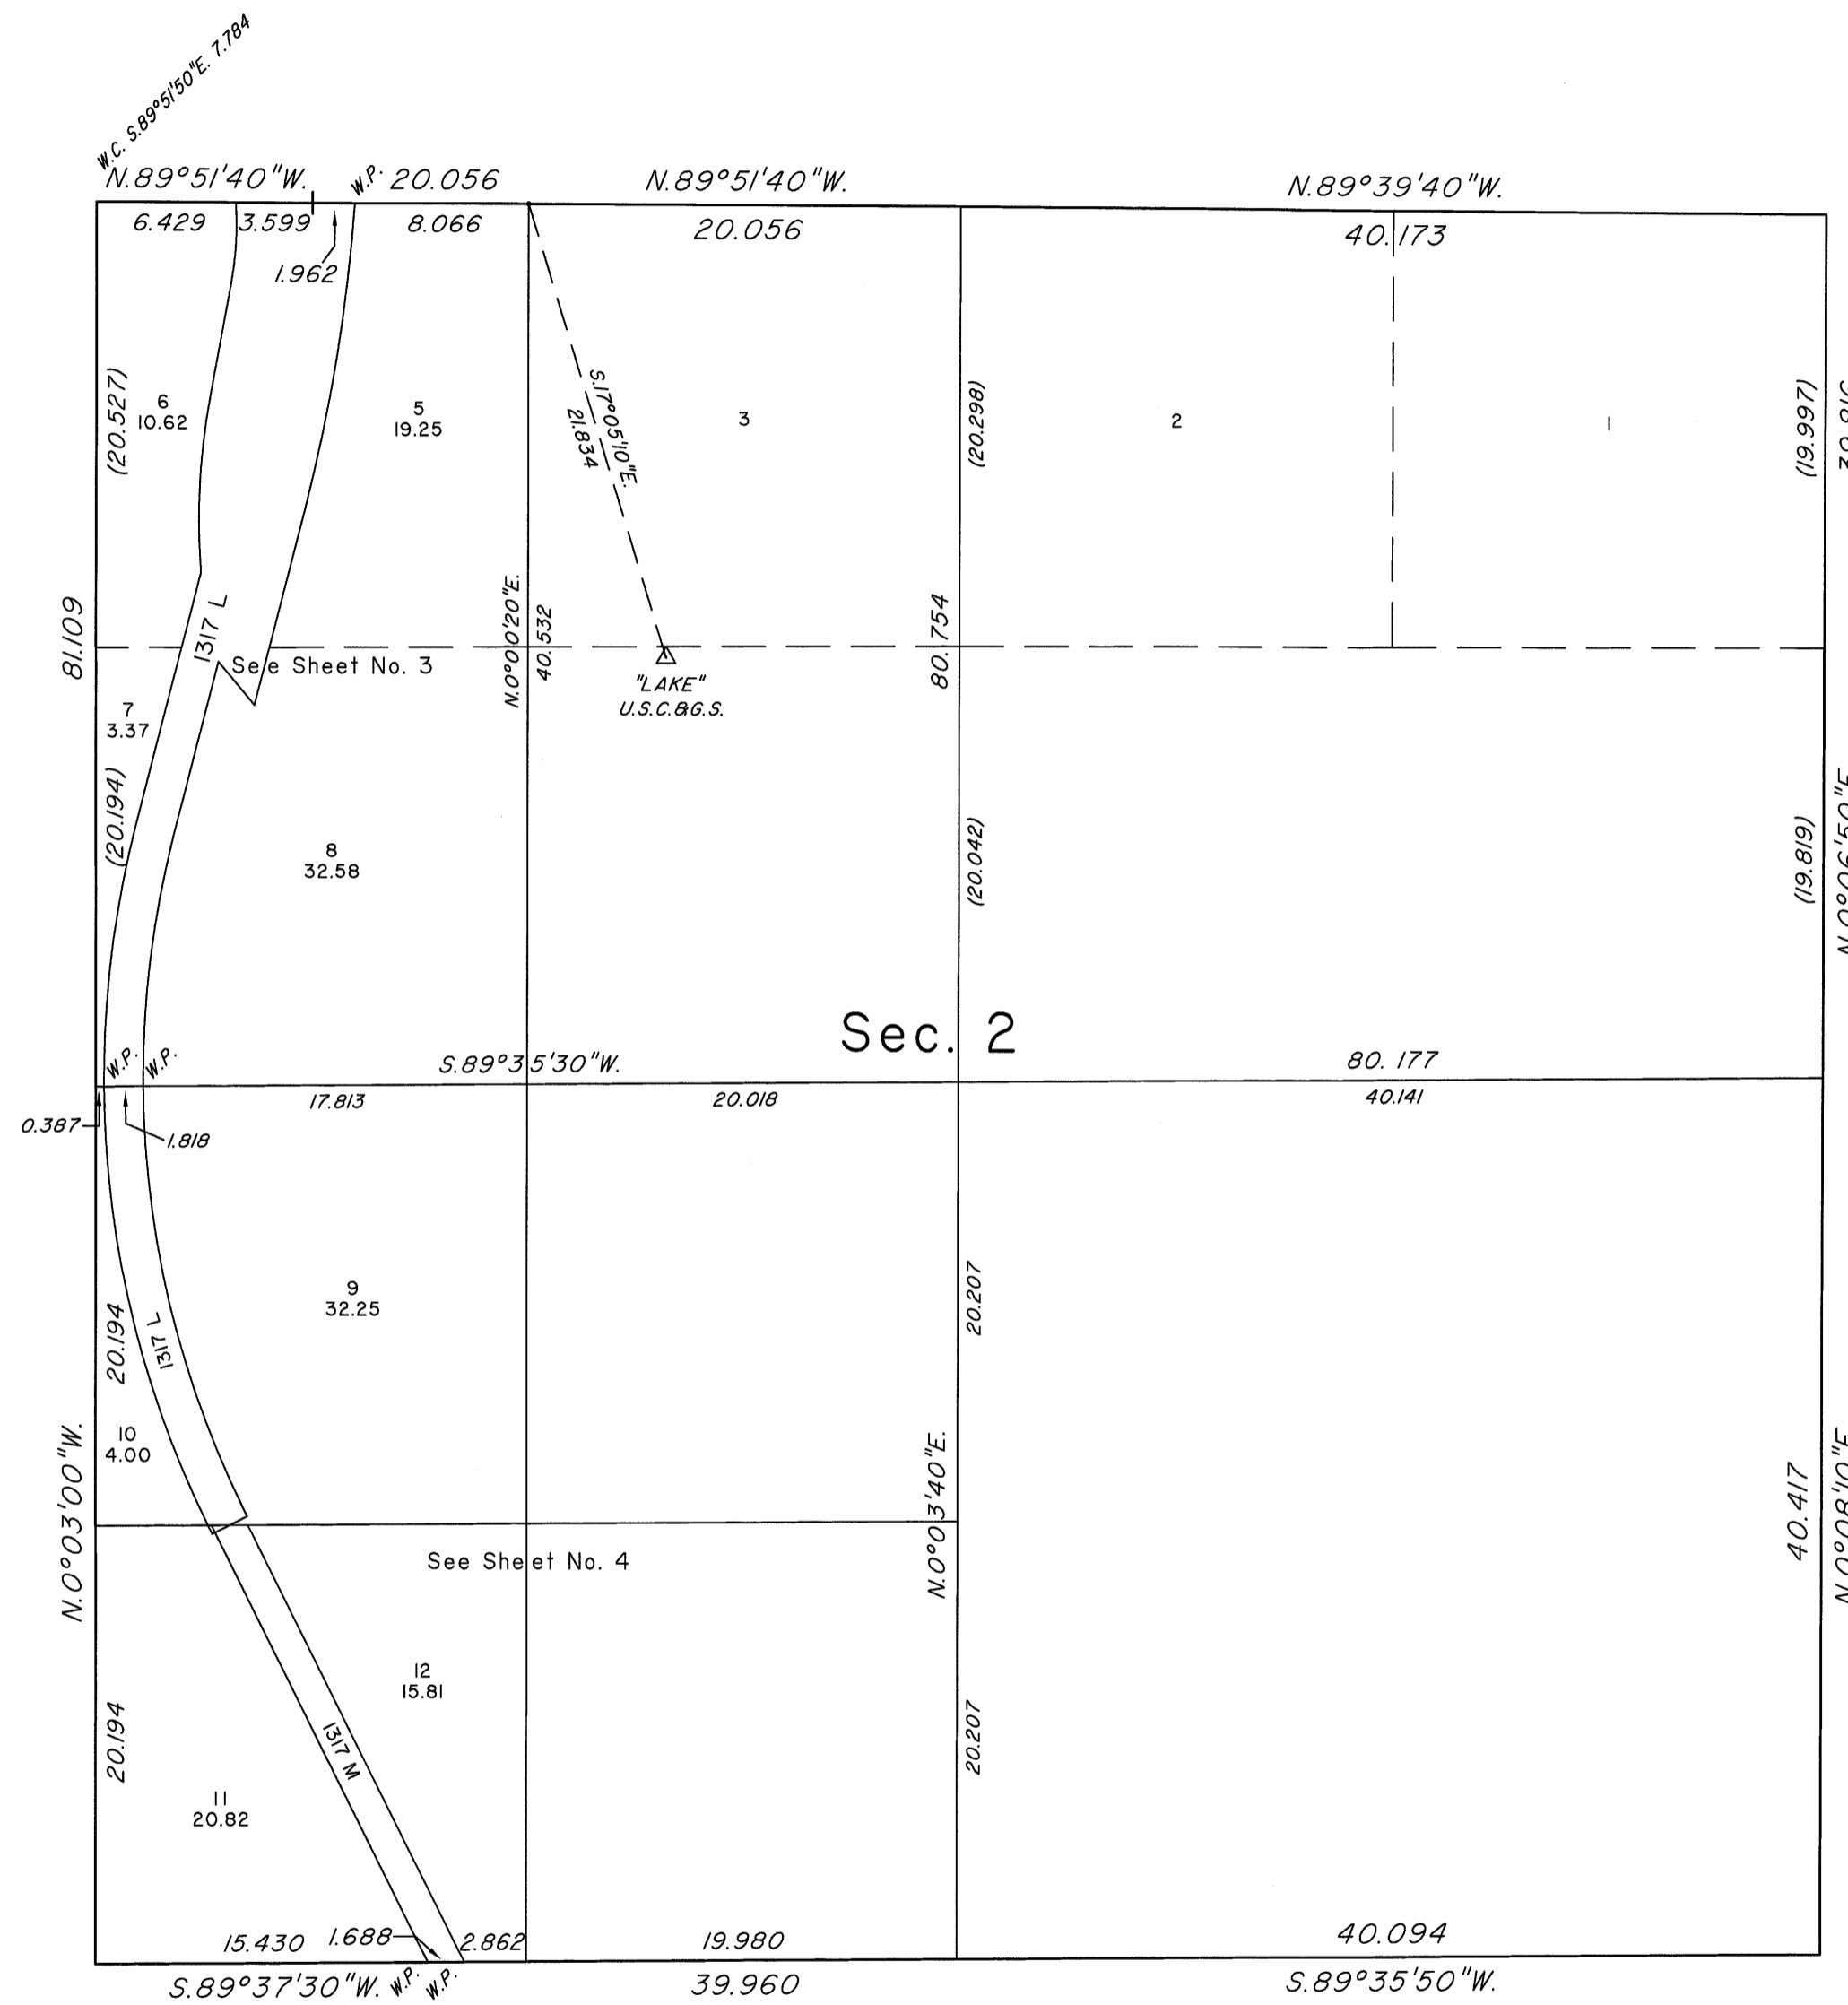 W.C. S.89°51'50"E. 7.784
N.89°51'40"W.
W.P. 20.056
N.89°51'40"W.
N.89°39'40"W.
6.429
3.599
8.066
20.056
40.173
1.962
(20.527)
6
10.62
5
19.25
S.17°05'10"E.
21.834
3
(20.298)
2
1
(19.997)
81.109
1317 L
See Sheet No. 3
N.0°00'20"E.
40.532
"LAKE"
U.S.C.&G.S.
80.754
7
3.37
(20.194)
8
32.58
(20.042)
(19.819)
N.0°06'50"E.
Sec. 2
W.P.
W.P.
S.89°35'30"W.
80.177
0.387
1.818
17.813
20.018
40.141
9
32.25
20.194
1317 L
20.207
10
4.00
N.0°03'00"W.
N.0°03'40"E.
40.417
N.0°08'10"E.
See Sheet No. 4
12
15.81
20.194
1317 M
20.207
11
20.82
15.430
1.688
2.862
19.980
40.094
S.89°37'30"W.
W.P.
W.P.
39.960
S.89°35'50"W.